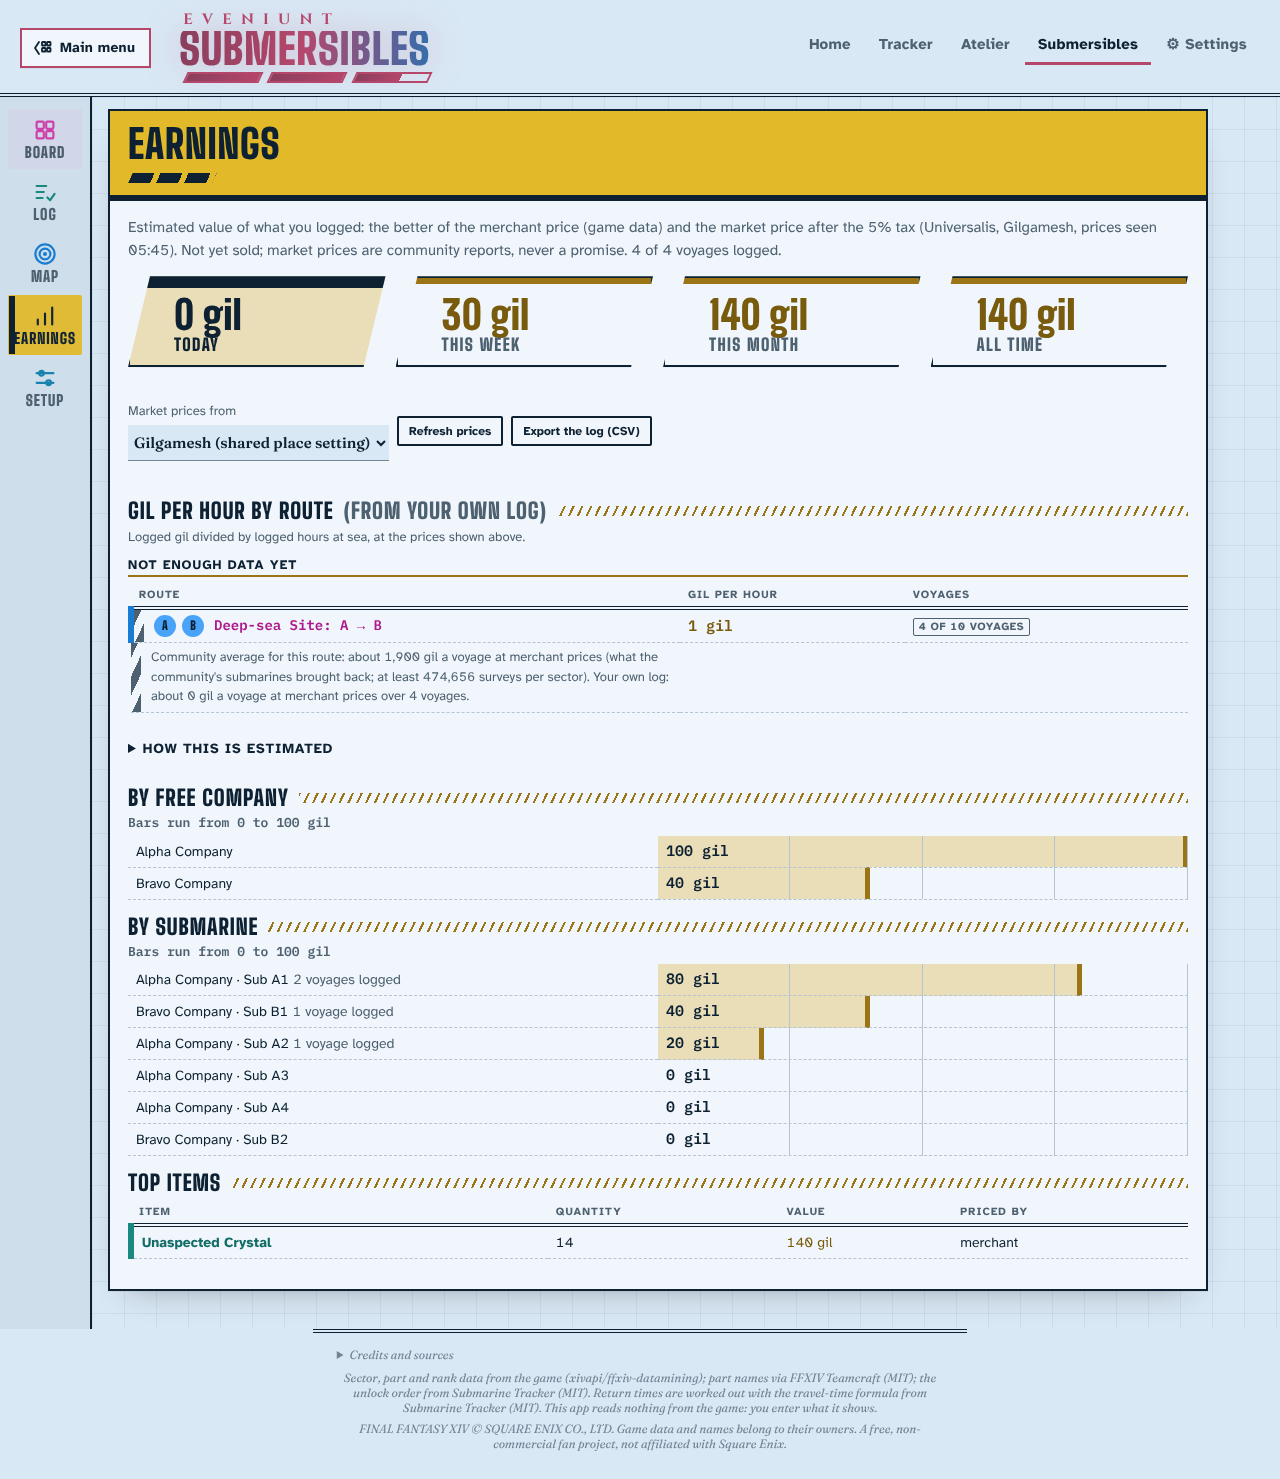 Main menu
EVENIUNT
SUBMERSIBLES
Home
Tracker
Atelier
Submersibles
⚙ Settings
BOARD
LOG
MAP
EARNINGS
SETUP
EARNINGS
Estimated value of what you logged: the better of the merchant price (game data) and the market price after the 5% tax (Universalis, Gilgamesh, prices seen
05:45). Not yet sold; market prices are community reports, never a promise. 4 of 4 voyages logged.
0 gil
TODAY
30 gil
THIS WEEK
140 gil
THIS MONTH
140 gil
ALL TIME
Market prices from
Gilgamesh (shared place setting)
Refresh prices
Export the log (CSV)
GIL PER HOUR BY ROUTE (FROM YOUR OWN LOG)
Logged gil divided by logged hours at sea, at the prices shown above.
NOT ENOUGH DATA YET
ROUTE GIL PER HOUR VOYAGES
A B Deep-sea Site: A → B 1 gil 4 OF 10 VOYAGES
Community average for this route: about 1,900 gil a voyage at merchant prices (what the
community's submarines brought back; at least 474,656 surveys per sector). Your own log:
about 0 gil a voyage at merchant prices over 4 voyages.
▶ HOW THIS IS ESTIMATED
BY FREE COMPANY
Bars run from 0 to 100 gil
Alpha Company 100 gil
Bravo Company 40 gil
BY SUBMARINE
Bars run from 0 to 100 gil
Alpha Company · Sub A1 2 voyages logged 80 gil
Bravo Company · Sub B1 1 voyage logged 40 gil
Alpha Company · Sub A2 1 voyage logged 20 gil
Alpha Company · Sub A3 0 gil
Alpha Company · Sub A4 0 gil
Bravo Company · Sub B2 0 gil
TOP ITEMS
ITEM QUANTITY VALUE PRICED BY
Unaspected Crystal 14 140 gil merchant
▶ Credits and sources
Sector, part and rank data from the game (xivapi/ffxiv-datamining); part names via FFXIV Teamcraft (MIT); the
unlock order from Submarine Tracker (MIT). Return times are worked out with the travel-time formula from
Submarine Tracker (MIT). This app reads nothing from the game: you enter what it shows.
FINAL FANTASY XIV © SQUARE ENIX CO., LTD. Game data and names belong to their owners. A free, non-
commercial fan project, not affiliated with Square Enix.